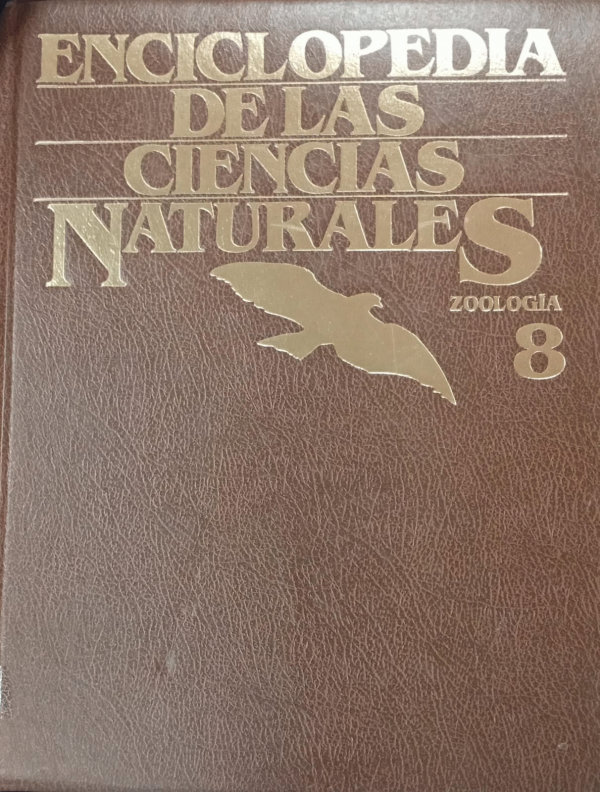 ENCICLOPEDIA
DE LAS
CIENCIAS
NATURALES
ZOOLOGÍA
8